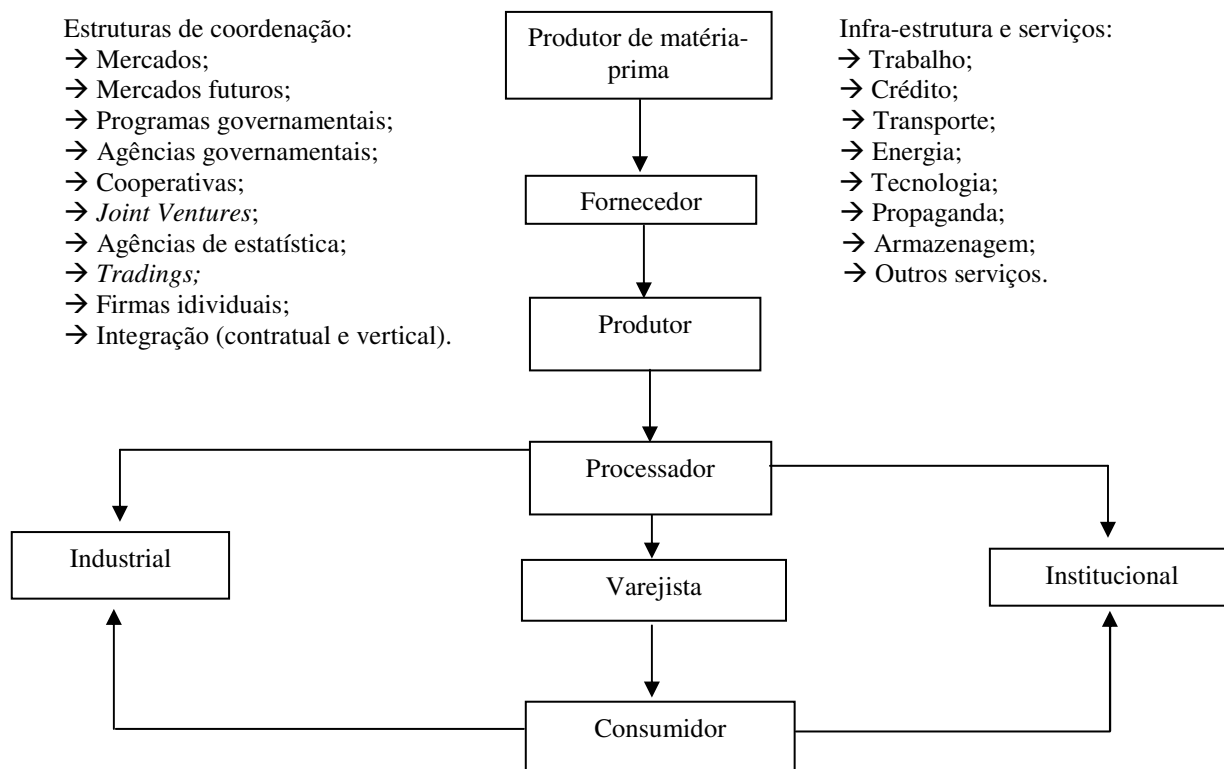 Estruturas de coordenação:
→ Mercados;
→ Mercados futuros;
→ Programas governamentais;
→ Agências governamentais;
→ Cooperativas;
→ Joint Ventures;
→ Agências de estatística;
→ Tradings;
→ Firmas idividuais;
→ Integração (contratual e vertical).
Produtor de matéria-
prima
Infra-estrutura e serviços:
→ Trabalho;
→ Crédito;
→ Transporte;
→ Energia;
→ Tecnologia;
→ Propaganda;
→ Armazenagem;
→ Outros serviços.
Fornecedor
Produtor
Processador
Industrial
Varejista
Institucional
Consumidor